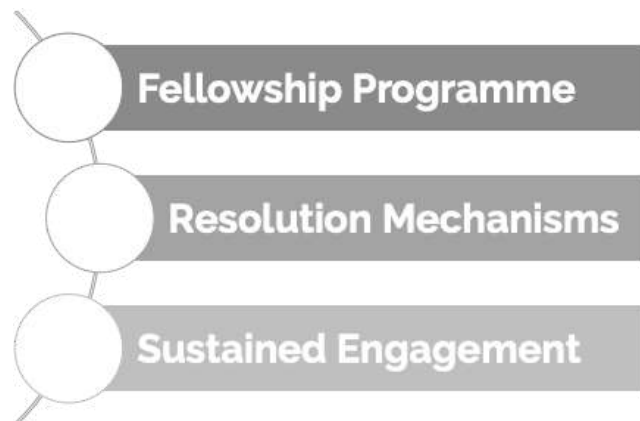 Fellowship Programme
Resolution Mechanisms
Sustained Engagement